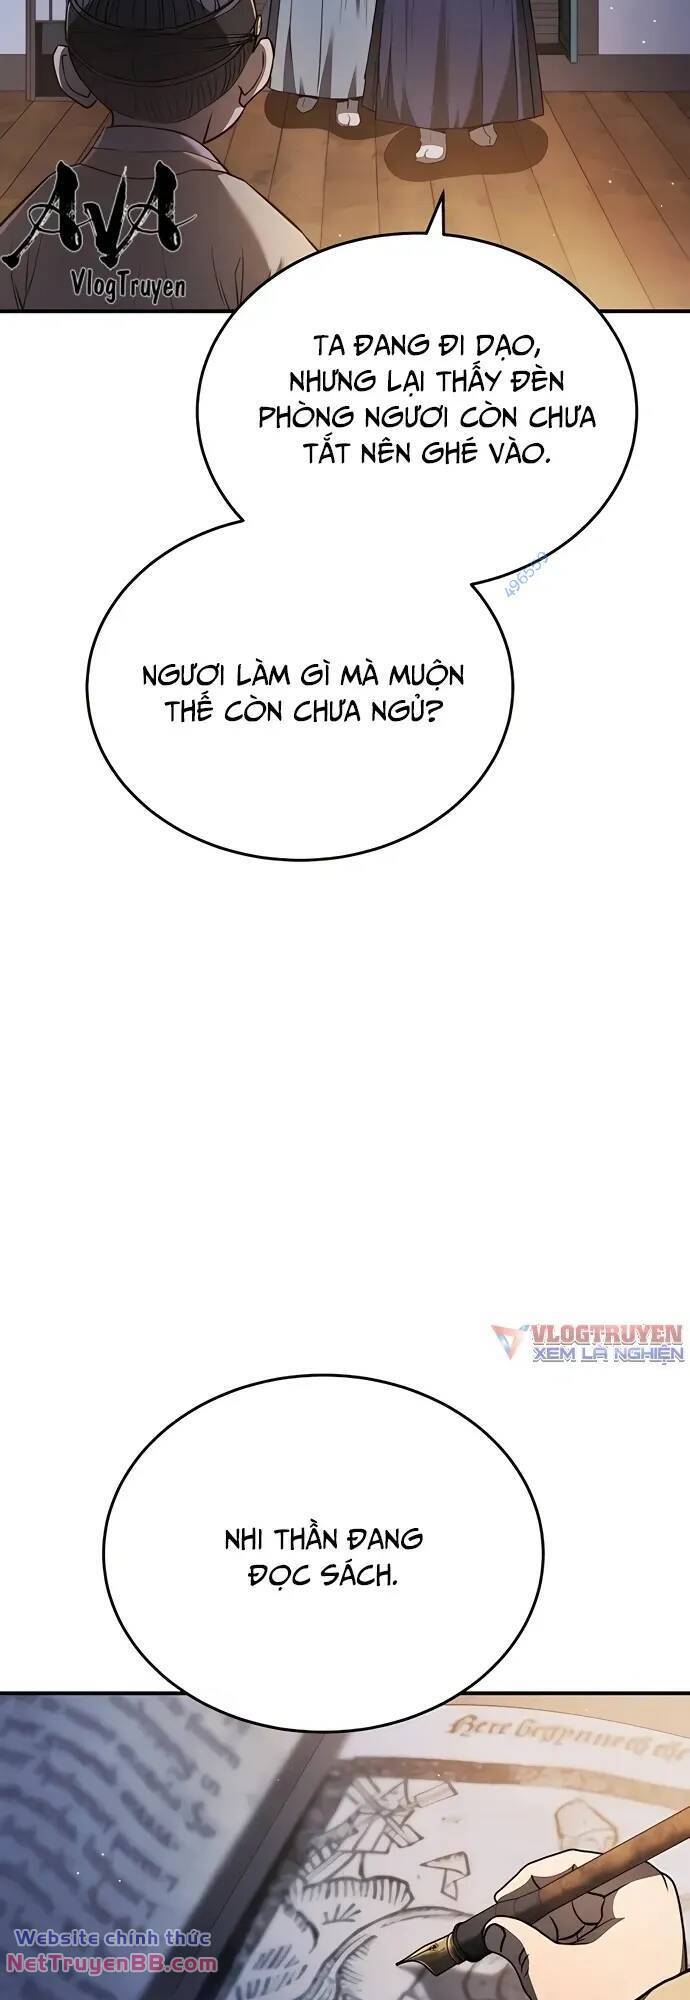 AVA
VlogTruyen
TA ĐANG ĐI DẠO,
NHƯNG LẠI THẤY ĐÈN
PHÒNG NGƯƠI CÒN CHƯA
TẮT NÊN GHÉ VÀO.
496559
NGƯƠI LÀM GÌ MÀ MUỘN
THẾ CÒN CHƯA NGỦ?
VLOGTRUYEN
XEM LÀ NGHIỆN
NHI THẦN ĐANG
ĐỌC SÁCH.
Here begynneth
Website chính thức
NetTruyenBB.com